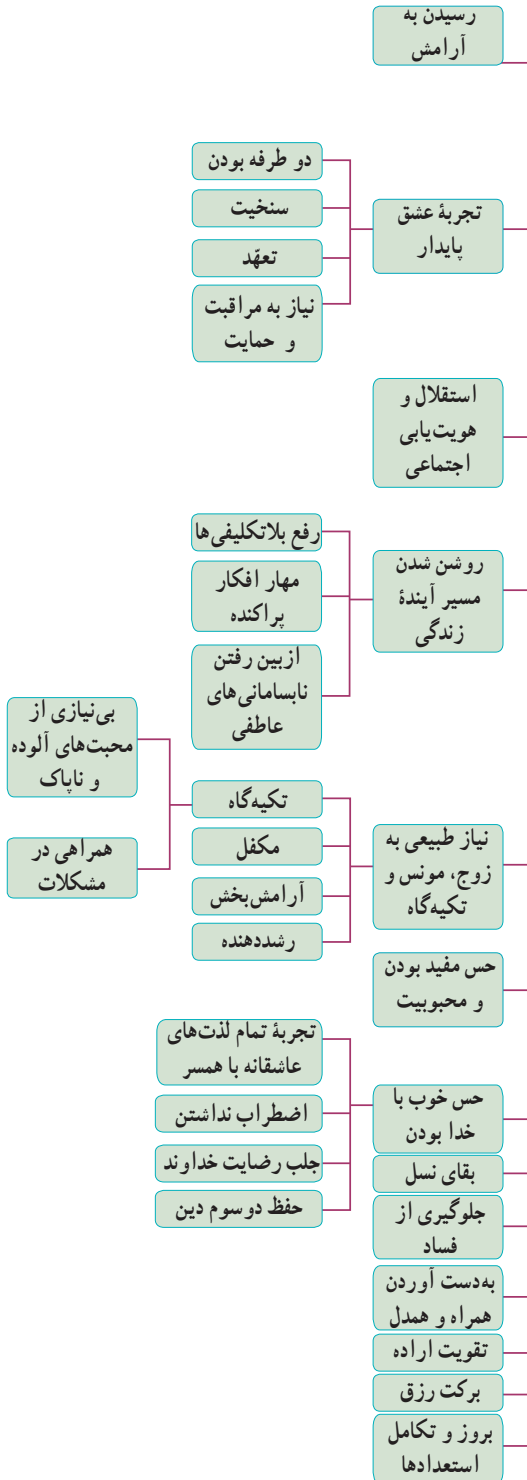 رسیدن به
آرامش
تجربۀ عشق
پایدار
دو طرفه بودن
سنخیت
تعهّد
نیاز به مراقبت
و حمایت
استقلال و
هویت‌یابی
اجتماعی
روشن شدن
مسیر آیندۀ
زندگی
رفع بلاتکلیفی‌ها
مهار افکار
پراکنده
ازبین رفتن
نابسامانی‌های
عاطفی
نیاز طبیعی به
زوج، مونس و
تکیه‌گاه
تکیه‌گاه
بی‌نیازی از
محبت‌های آلوده
و ناپاک
همراهی در
مشکلات
مکفل
آرامش‌بخش
رشددهنده
حس مفید بودن
و محبوبیت
حس خوب با
خدا بودن
تجربۀ تمام لذت‌های
عاشقانه با همسر
اضطراب نداشتن
جلب رضایت خداوند
حفظ دوسوم دین
بقای نسل
جلوگیری از
فساد
به‌دست آوردن
همراه و همدل
تقویت اراده
برکت رزق
بروز و تکامل
استعدادها